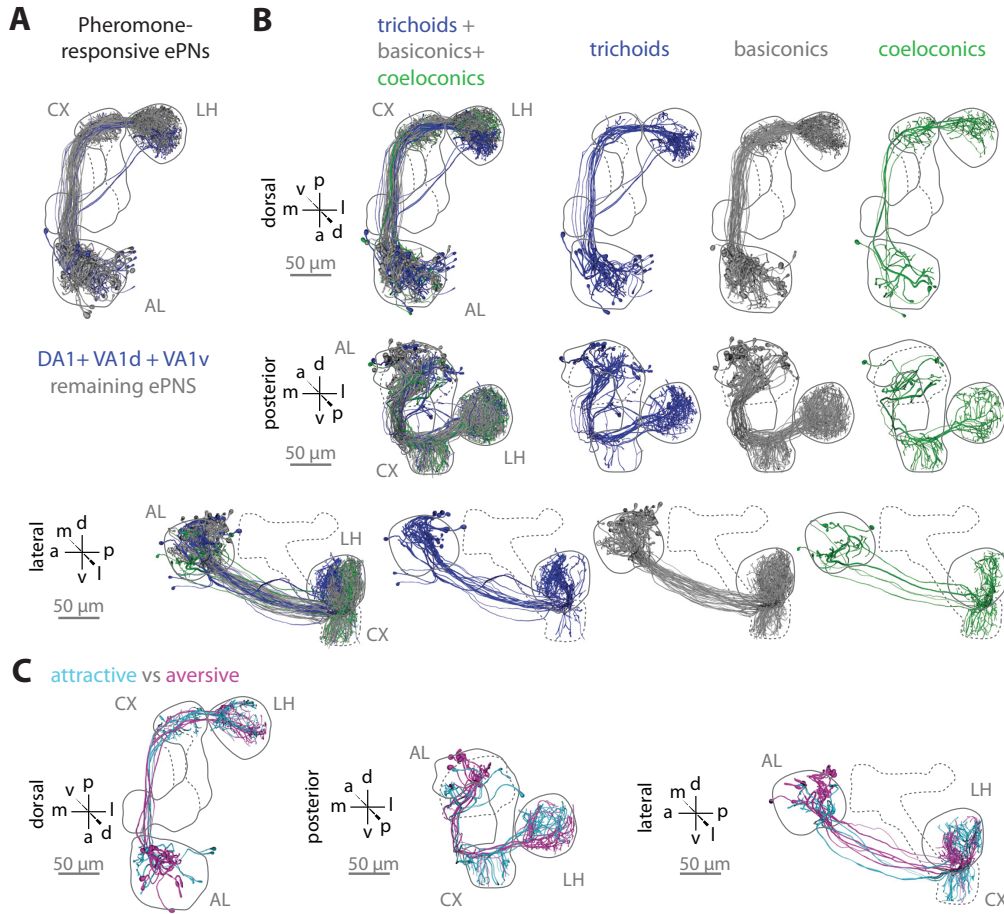 A
Pheromone-
responsive ePNs
CX
LH
AL
DA1+ VA1d + VA1v
remaining ePNS
B
trichoids +
basiconics+
coeloconics
trichoids
basiconics
coeloconics
dorsal
v p
m l
a d
50 µm
CX
LH
AL
posterior
a d
m l
v p
50 µm
AL
CX
LH
lateral
m d
a p
v l
50 µm
AL
LH
CX
C
attractive vs aversive
dorsal
v p
m l
a d
50 µm
CX
LH
AL
posterior
a d
m l
v p
50 µm
AL
CX
LH
lateral
m d
a p
v l
50 µm
AL
LH
CX